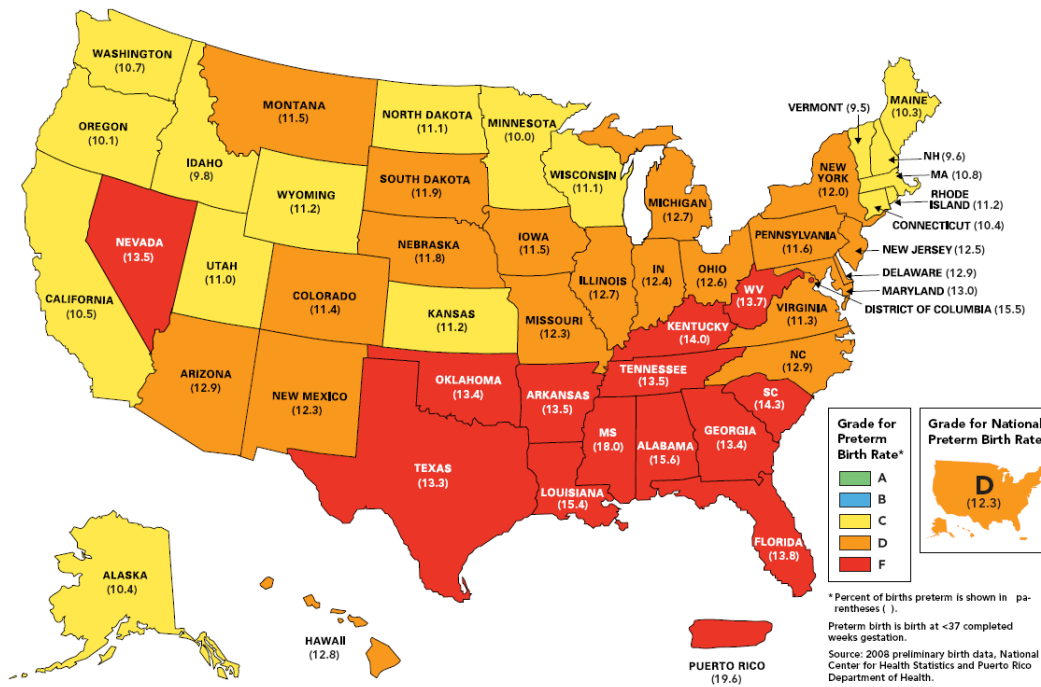 WASHINGTON
(10.7)
OREGON
(10.1)
CALIFORNIA
(10.5)
NEVADA
(13.5)
IDAHO
(9.8)
MONTANA
(11.5)
WYOMING
(11.2)
UTAH
(11.0)
COLORADO
(11.4)
ARIZONA
(12.9)
NEW MEXICO
(12.3)
NORTH DAKOTA
(11.1)
SOUTH DAKOTA
(11.9)
NEBRASKA
(11.8)
KANSAS
(11.2)
OKLAHOMA
(13.4)
TEXAS
(13.3)
MINNESOTA
(10.0)
IOWA
(11.5)
MISSOURI
(12.3)
ARKANSAS
(13.5)
LOUISIANA
(15.4)
WISCONSIN
(11.1)
ILLINOIS
(12.7)
MICHIGAN
(12.7)
IN
(12.4)
OHIO
(12.6)
KENTUCKY
(14.0)
TENNESSEE
(13.5)
MS
(18.0)
ALABAMA
(15.6)
GEORGIA
(13.4)
FLORIDA
(13.8)
SC
(14.3)
NC
(12.9)
VIRGINIA
(11.3)
WV
(13.7)
PENNSYLVANIA
(11.6)
NEW
YORK
(12.0)
VERMONT (9.5)
MAINE
(10.3)
NH (9.6)
MA (10.8)
RHODE
ISLAND (11.2)
CONNECTICUT (10.4)
NEW JERSEY (12.5)
DELAWARE (12.9)
MARYLAND (13.0)
DISTRICT OF COLUMBIA (15.5)
ALASKA
(10.4)
HAWAII
(12.8)
PUERTO RICO
(19.6)
Grade for
Preterm
Birth Rate*
A
B
C
D
F
Grade for National
Preterm Birth Rate
D
(12.3)
* Percent of births preterm is shown in pa-
rentheses ( ).
Preterm birth is birth at <37 completed
weeks gestation.
Source: 2008 preliminary birth data, National
Center for Health Statistics and Puerto Rico
Department of Health.